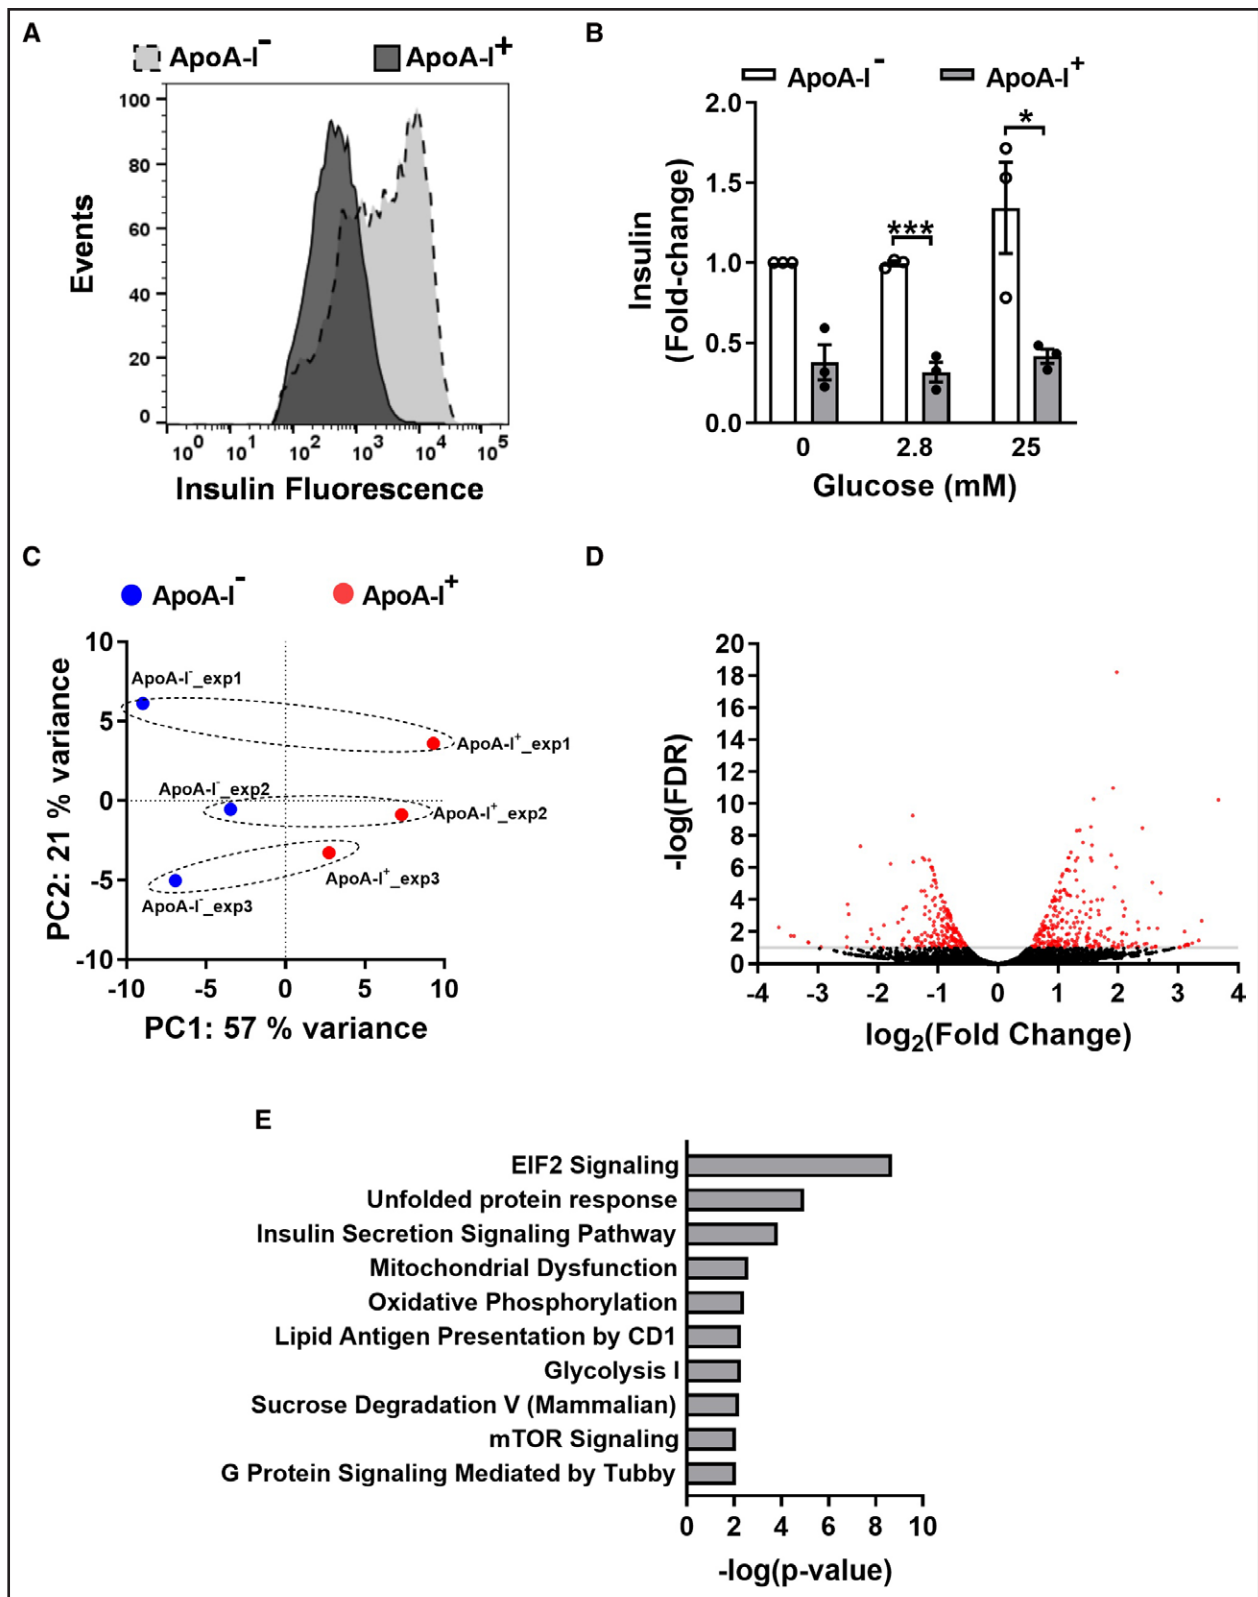 A
ApoA-I⁻ ApoA-I⁺
100
80
60
40
20
0
Events
10⁰ 10¹ 10² 10³ 10⁴ 10⁵
Insulin Fluorescence
B
ApoA-I⁻ ApoA-I⁺
2.0
1.5
1.0
0.5
0.0
Insulin
(Fold-change)
***
*
0 2.8 25
Glucose (mM)
C
ApoA-I⁻ ApoA-I⁺
10
5
0
-5
-10
PC2: 21 % variance
ApoA-I⁻_exp1
ApoA-I⁺_exp1
ApoA-I⁻_exp2
ApoA-I⁺_exp2
ApoA-I⁺_exp3
ApoA-I⁻_exp3
-10 -5 0 5 10
PC1: 57 % variance
D
20
18
16
14
12
10
8
6
4
2
0
-log(FDR)
-4 -3 -2 -1 0 1 2 3 4
log₂(Fold Change)
E
EIF2 Signaling
Unfolded protein response
Insulin Secretion Signaling Pathway
Mitochondrial Dysfunction
Oxidative Phosphorylation
Lipid Antigen Presentation by CD1
Glycolysis I
Sucrose Degradation V (Mammalian)
mTOR Signaling
G Protein Signaling Mediated by Tubby
0 2 4 6 8 10
-log(p-value)